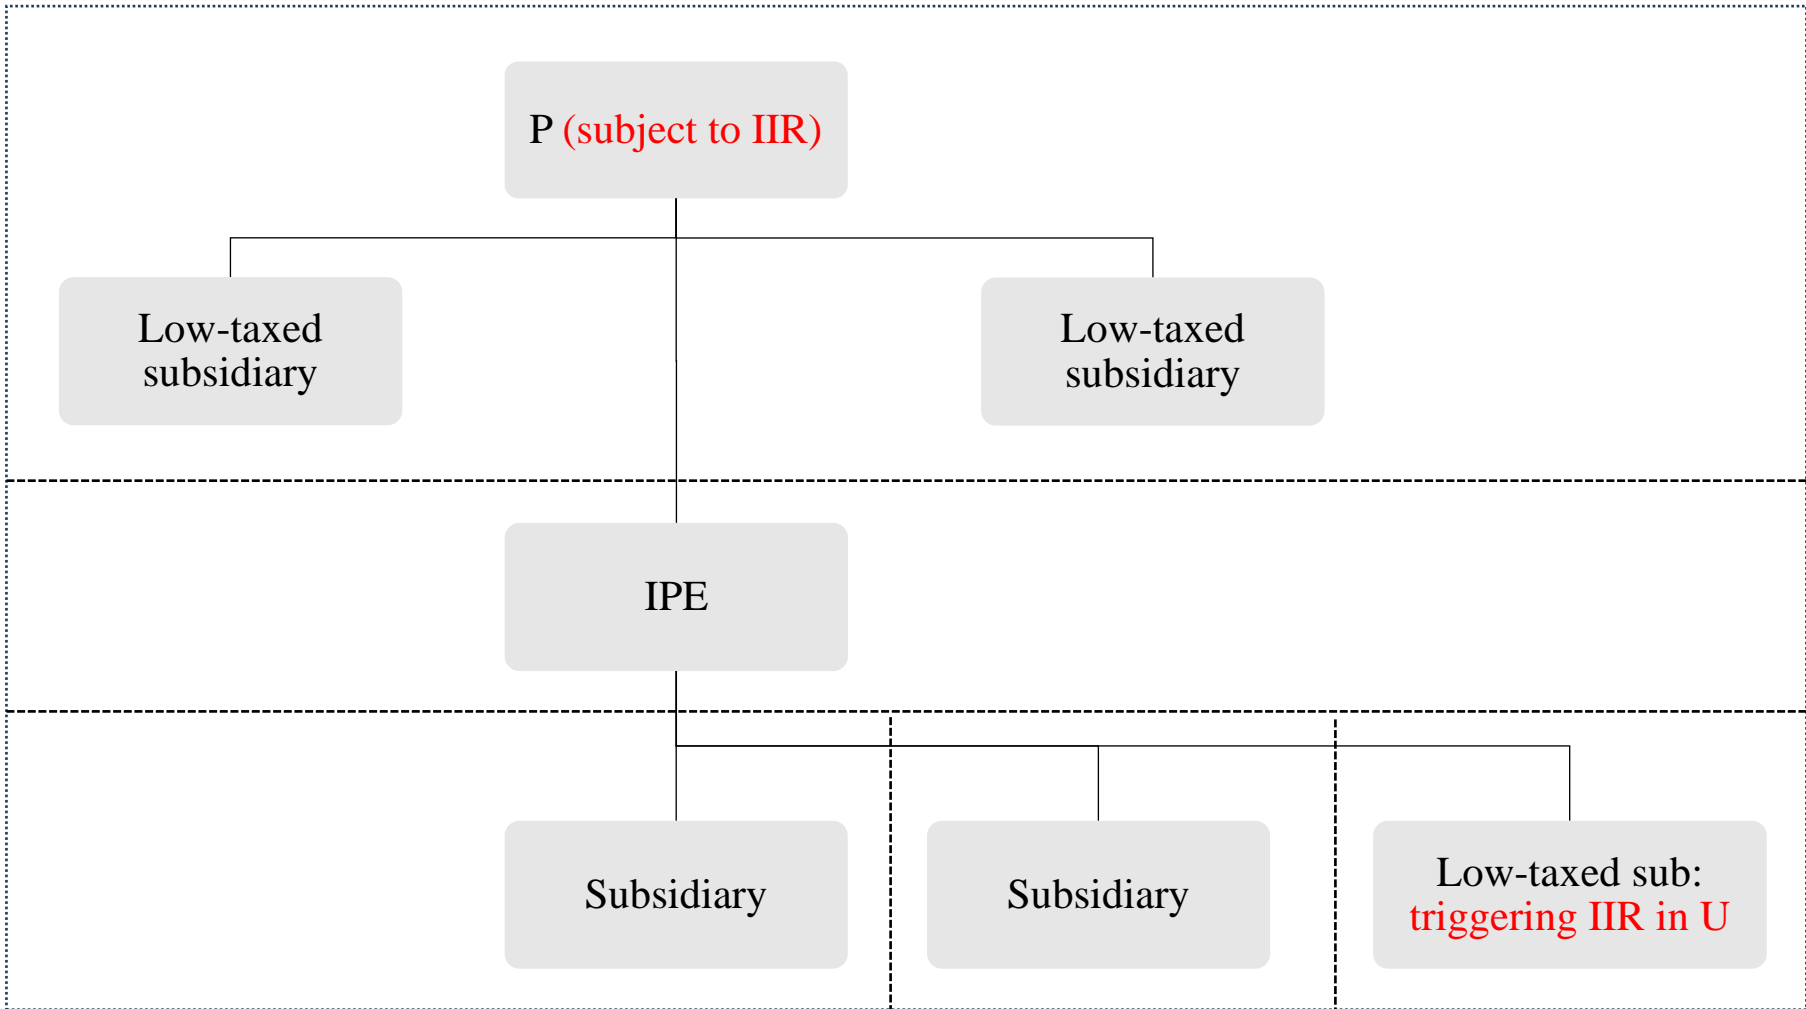 P (subject to IIR)
Low-taxed
subsidiary
Low-taxed
subsidiary
IPE
Subsidiary
Subsidiary
Low-taxed sub:
triggering IIR in U